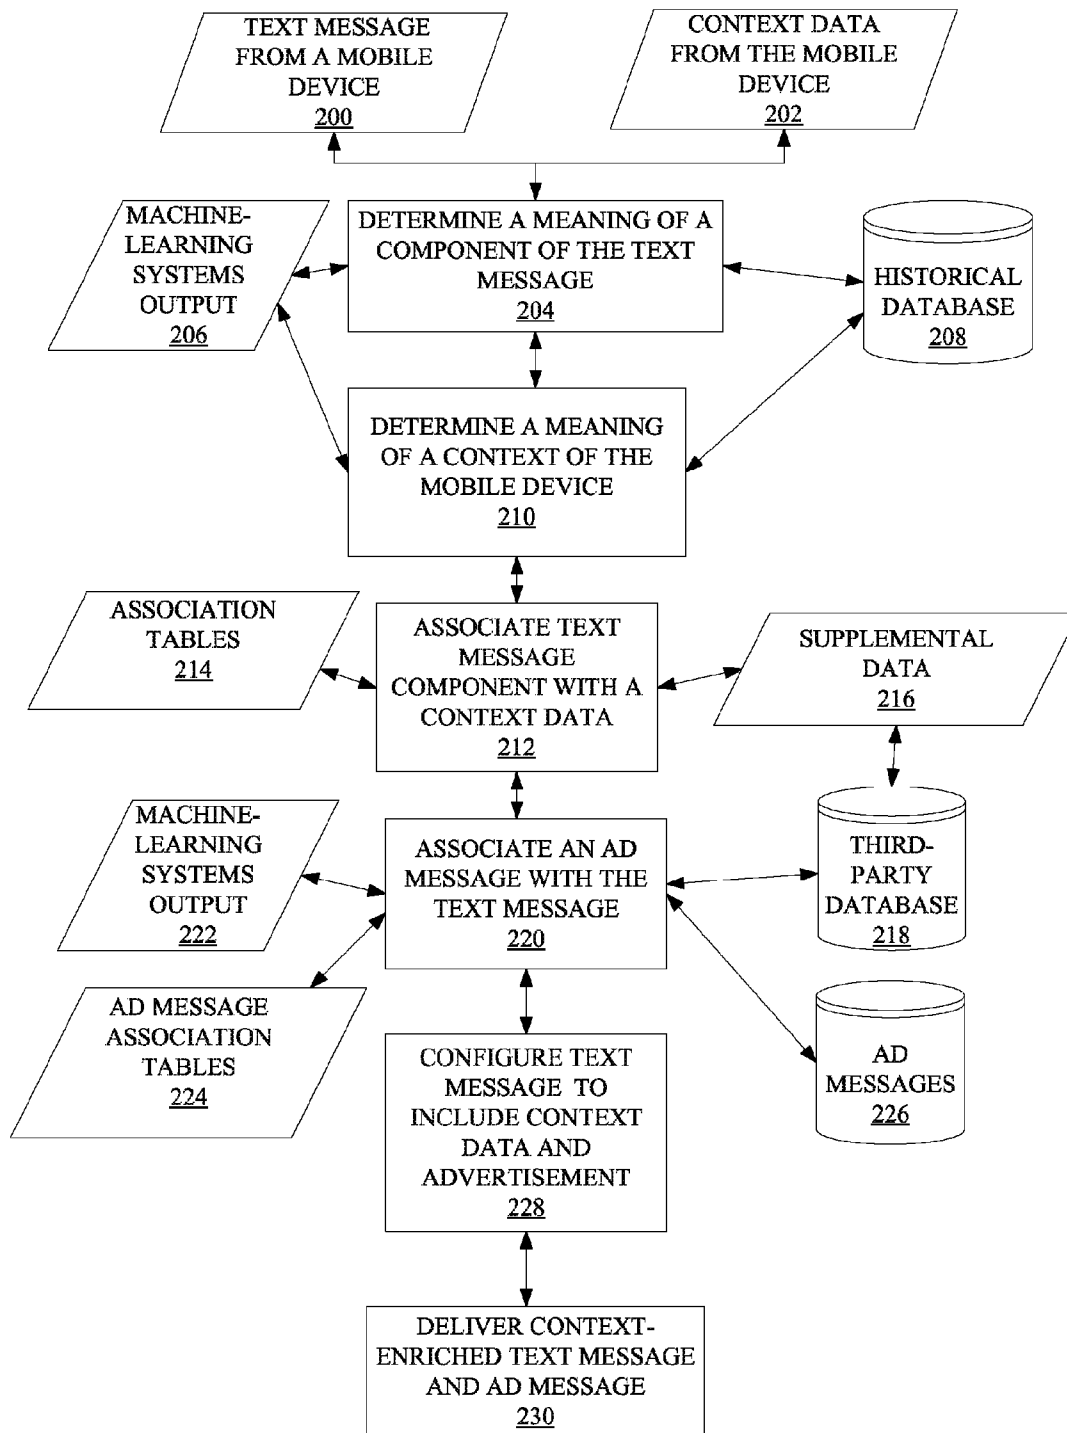 TEXT MESSAGE
FROM A MOBILE
DEVICE
200
CONTEXT DATA
FROM THE MOBILE
DEVICE
202
MACHINE-
LEARNING
SYSTEMS
OUTPUT
206
DETERMINE A MEANING OF A
COMPONENT OF THE TEXT
MESSAGE
204
HISTORICAL
DATABASE
208
DETERMINE A MEANING
OF A CONTEXT OF THE
MOBILE DEVICE
210
ASSOCIATION
TABLES
214
ASSOCIATE TEXT
MESSAGE
COMPONENT WITH A
CONTEXT DATA
212
SUPPLEMENTAL
DATA
216
MACHINE-
LEARNING
SYSTEMS
OUTPUT
222
ASSOCIATE AN AD
MESSAGE WITH THE
TEXT MESSAGE
220
THIRD-
PARTY
DATABASE
218
AD MESSAGE
ASSOCIATION
TABLES
224
CONFIGURE TEXT
MESSAGE TO
INCLUDE CONTEXT
DATA AND
ADVERTISEMENT
228
AD
MESSAGES
226
DELIVER CONTEXT-
ENRICHED TEXT MESSAGE
AND AD MESSAGE
230